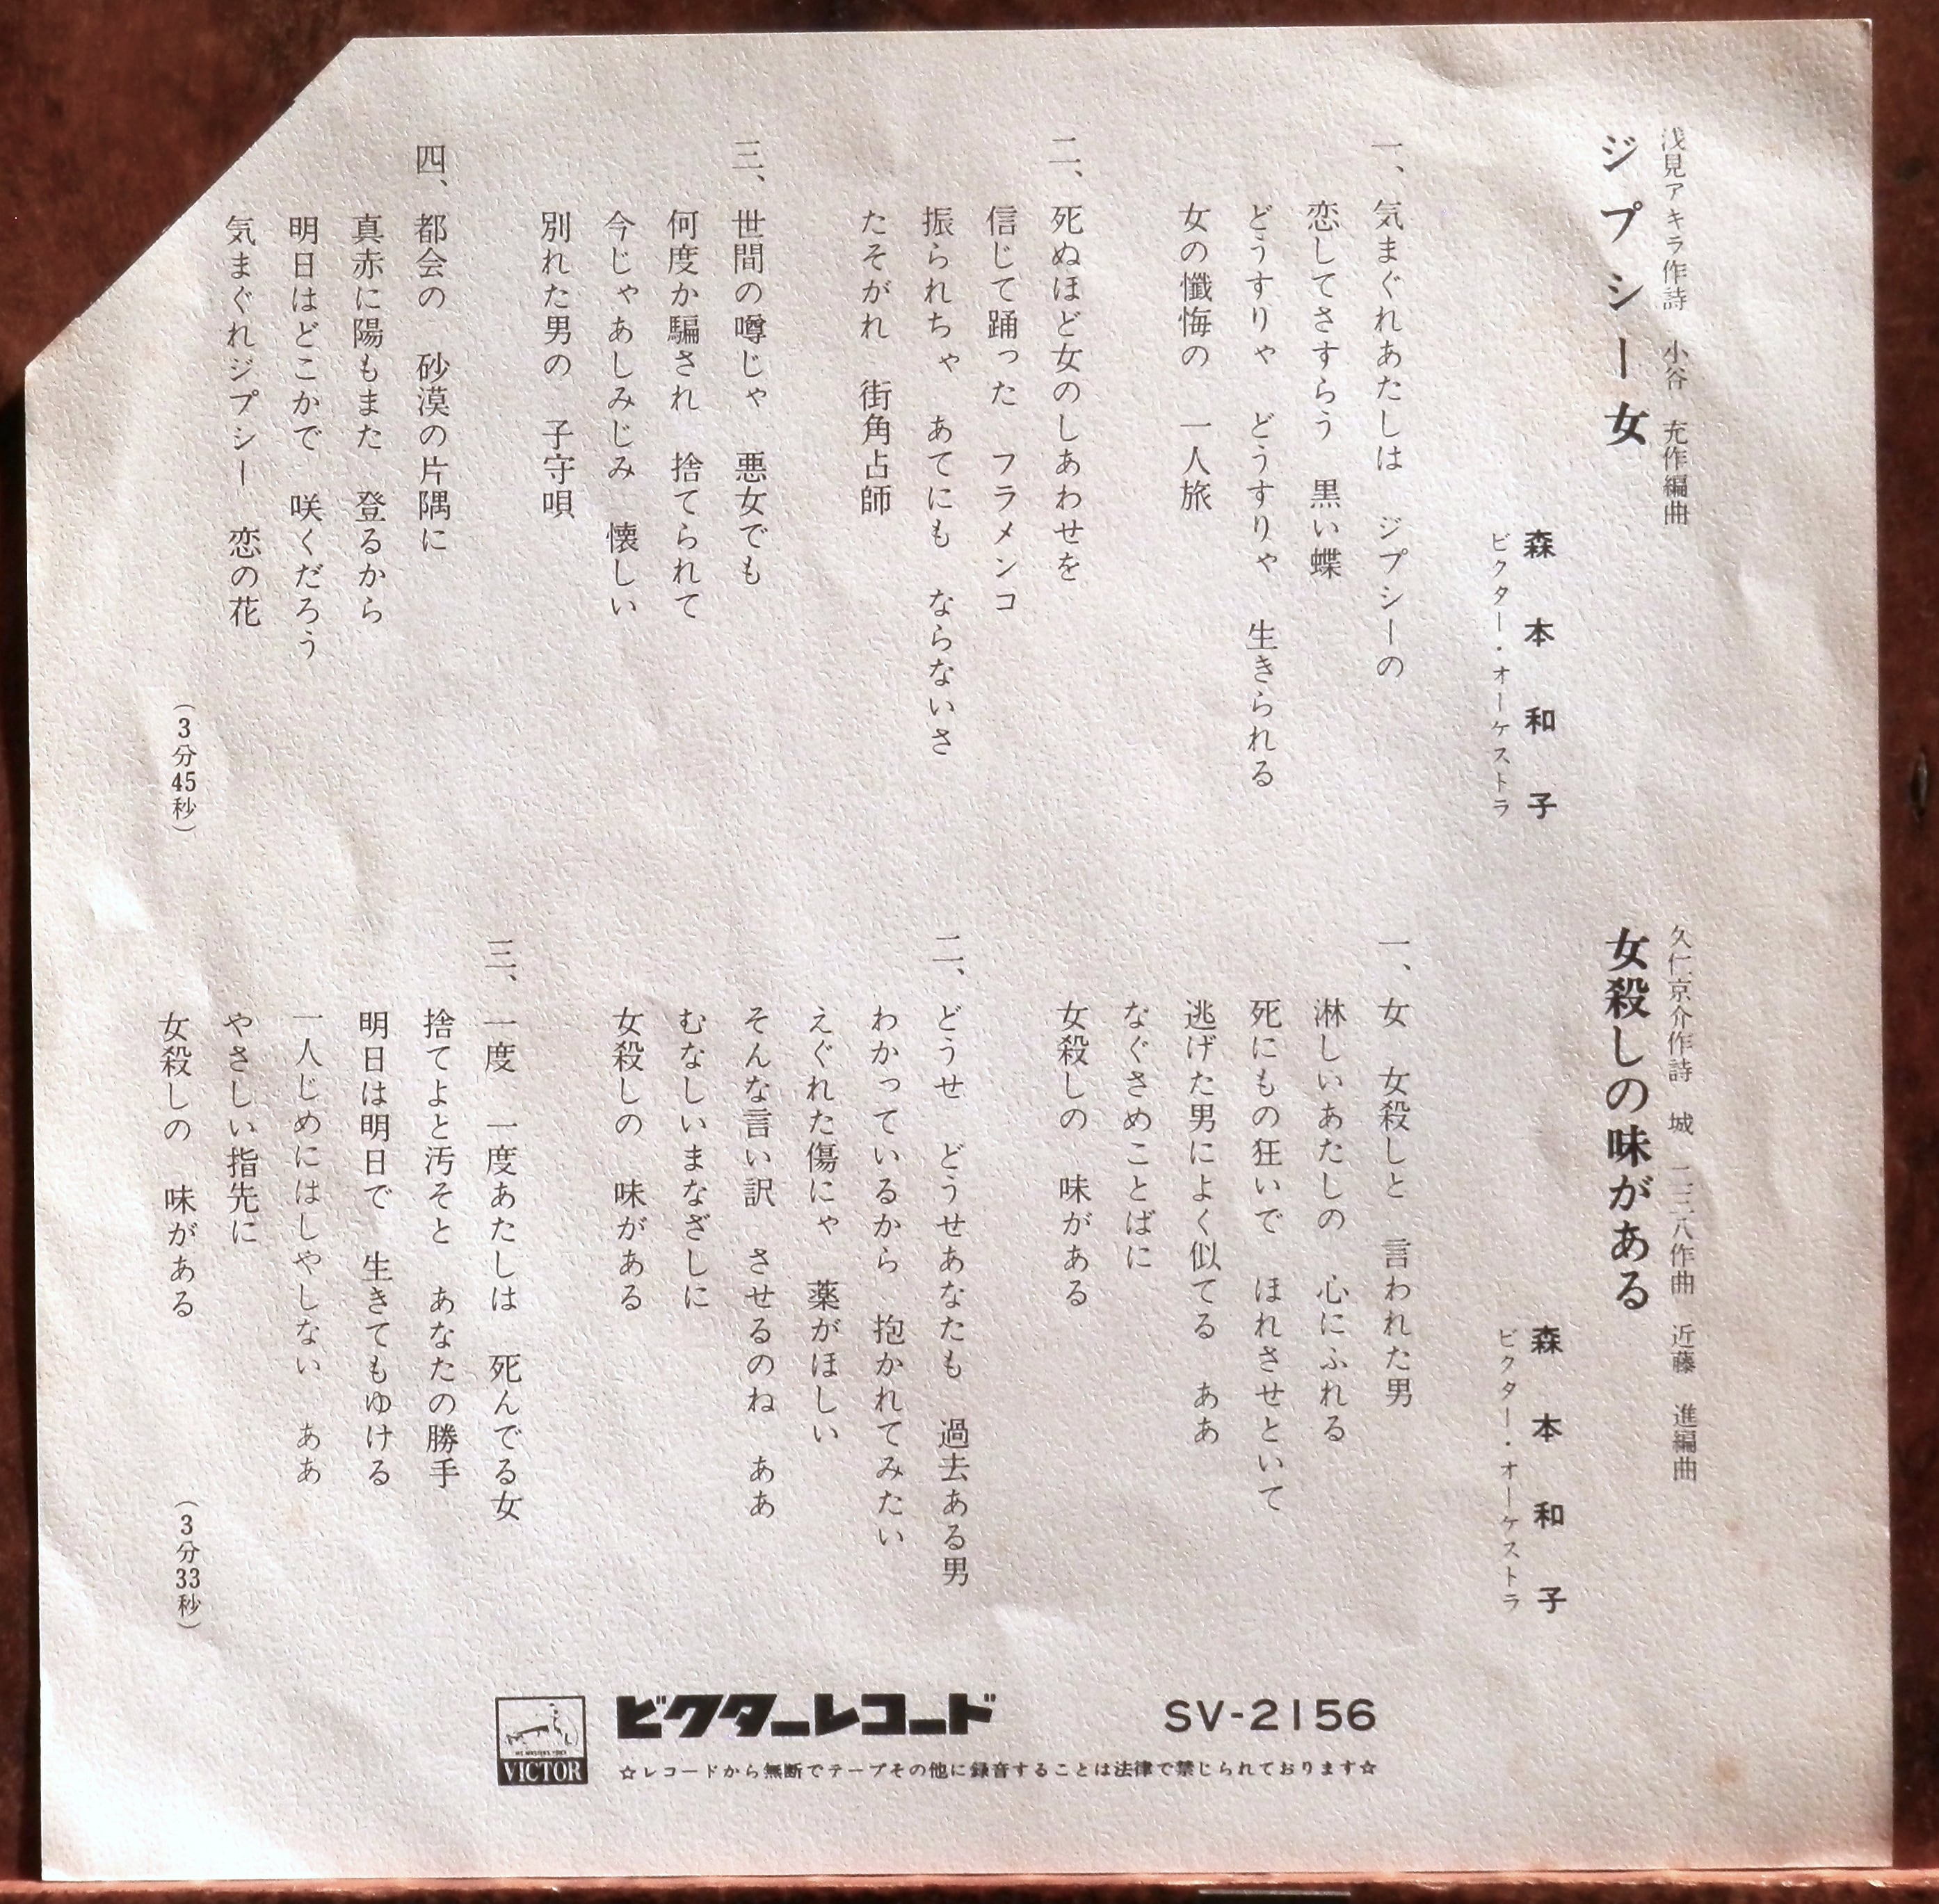 浅見アキラ作詩　小谷　充作編曲
ジプシー女
森本和子
ビクター・オーケストラ
一、気まぐれあたしは　ジプシーの
恋してさすらう　黒い蝶
どうすりゃ　どうすりゃ　生きられる
女の懺悔の　一人旅
二、死ぬほど女のしあわせを
信じて踊った　フラメンコ
振られちゃ　あてにも　ならないさ
たそがれ　街角占師
三、世間の噂じゃ　悪女でも
何度か騙され　捨てられて
今じゃあしみじみ　懐しい
別れた男の　子守唄
四、都会の　砂漠の片隅に
真赤に陽もまた　登るから
明日はどこかで　咲くだろう
気まぐれジプシー　恋の花
（3分45秒）
久仁京介作詩　城　二三八作曲　近藤　進編曲
女殺しの味がある
森本和子
ビクター・オーケストラ
一、女　女殺しと　言われた男
淋しいあたしの　心にふれる
死にもの狂いで　ほれさせといて
逃げた男によく似てる　ああ
なぐさめことばに
女殺しの　味がある
二、どうせ　どうせあなたも　過去ある男
わかっているから　抱かれてみたい
えぐれた傷にゃ　薬がほしい
そんな言い訳　させるのね　ああ
むなしいまなざしに
女殺しの　味がある
三、一度　一度あたしは　死んでる女
捨てよと汚そと　あなたの勝手
明日は明日で　生きてもゆける
一人じめにはしやしない　ああ
やさしい指先に
女殺しの　味がある
（3分33秒）
ビクターレコード　SV-2156
HIS MASTER'S VOICE
VICTOR
☆レコードから無断でテープその他に録音することは法律で禁じられております☆